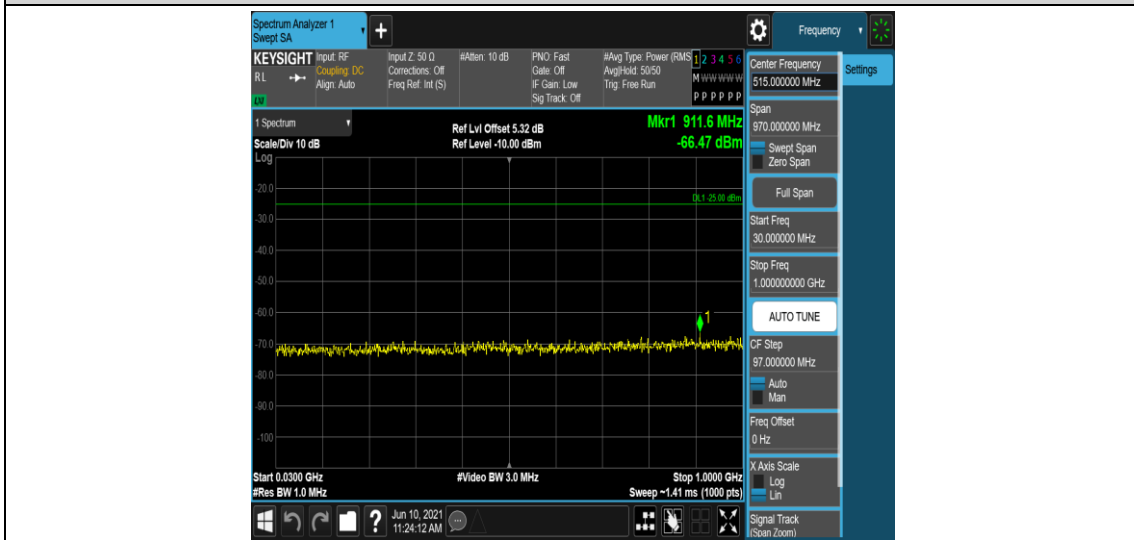 Spectrum Analyzer 1
Swept SA
+
Frequency
KEYSIGHT
RL
Input: RF
Coupling: DC
Align: Auto
Input Z: 50 Ω
Corrections: Off
Freq Ref: Int (S)
#Atten: 10 dB
PNO: Fast
Gate: Off
IF Gain: Low
Sig Track: Off
#Avg Type: Power (RMS
Avg|Hold: 50/50
Trig: Free Run
1 2 3 4 5 6
M W W W W W
P P P P P P
1 Spectrum
Scale/Div 10 dB
Log
Ref Lvl Offset 5.32 dB
Ref Level -10.00 dBm
Mkr1 911.6 MHz
-66.47 dBm
DL1 -25.00 dBm
-20.0
-30.0
-40.0
-50.0
-60.0
-70.0
-80.0
-90.0
-100
1
Start 0.0300 GHz
#Res BW 1.0 MHz
#Video BW 3.0 MHz
Stop 1.0000 GHz
Sweep ~1.41 ms (1000 pts)
Jun 10, 2021
11:24:12 AM
?
Center Frequency
515.000000 MHz
Settings
Span
970.000000 MHz
Swept Span
Zero Span
Full Span
Start Freq
30.000000 MHz
Stop Freq
1.000000000 GHz
AUTO TUNE
CF Step
97.000000 MHz
Auto
Man
Freq Offset
0 Hz
X Axis Scale
Log
Lin
Signal Track
(Span Zoom)